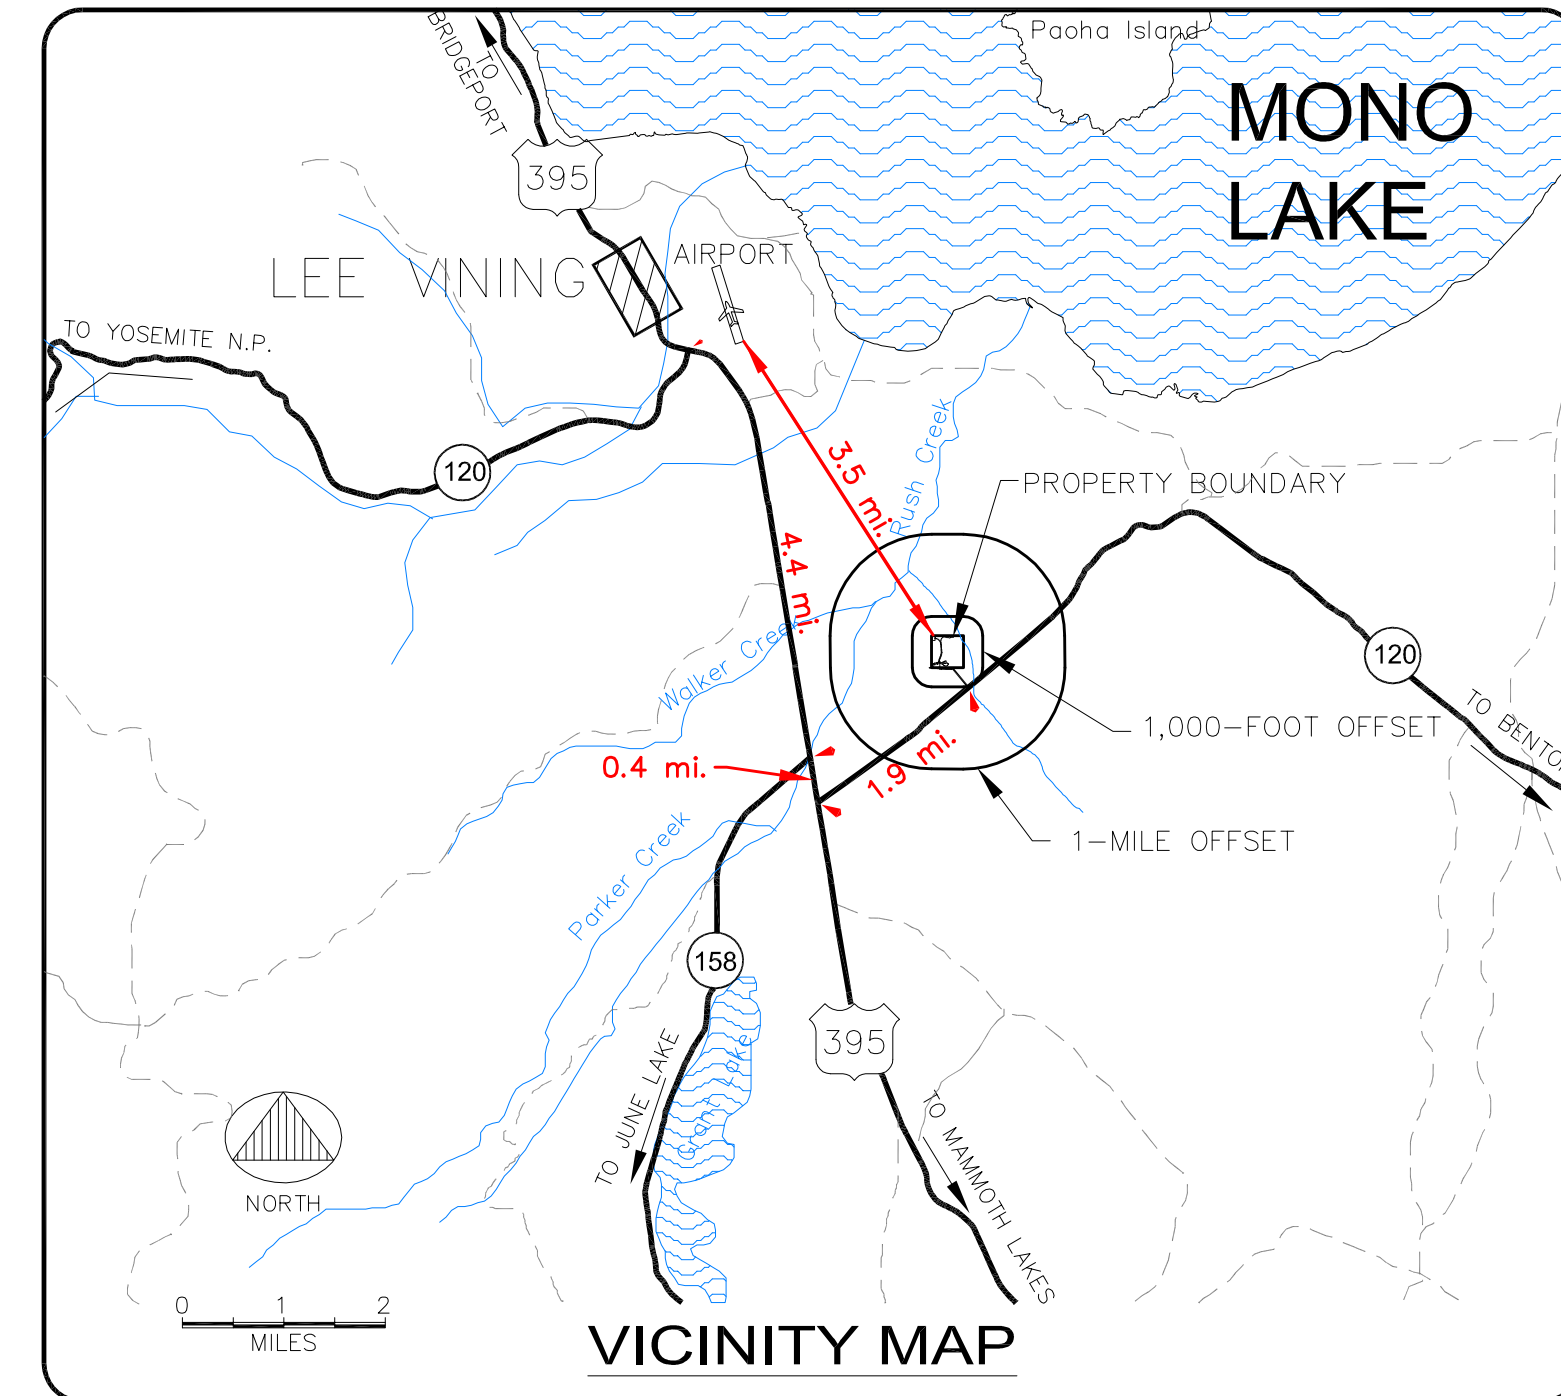 Paoha Island
MONO
LAKE
TO
BRIDGEPORT
395
LEE VINING
AIRPORT
TO YOSEMITE N.P.
120
3.5 mi.
Rush Creek
PROPERTY BOUNDARY
4.4 mi.
Walker Creek
120
TO BENTON
1,000-FOOT OFFSET
0.4 mi.
1.9 mi.
1-MILE OFFSET
Parker Creek
158
395
TO JUNE LAKE
Grant Lake
TO MAMMOTH LAKES
NORTH
0 1 2
MILES
VICINITY MAP